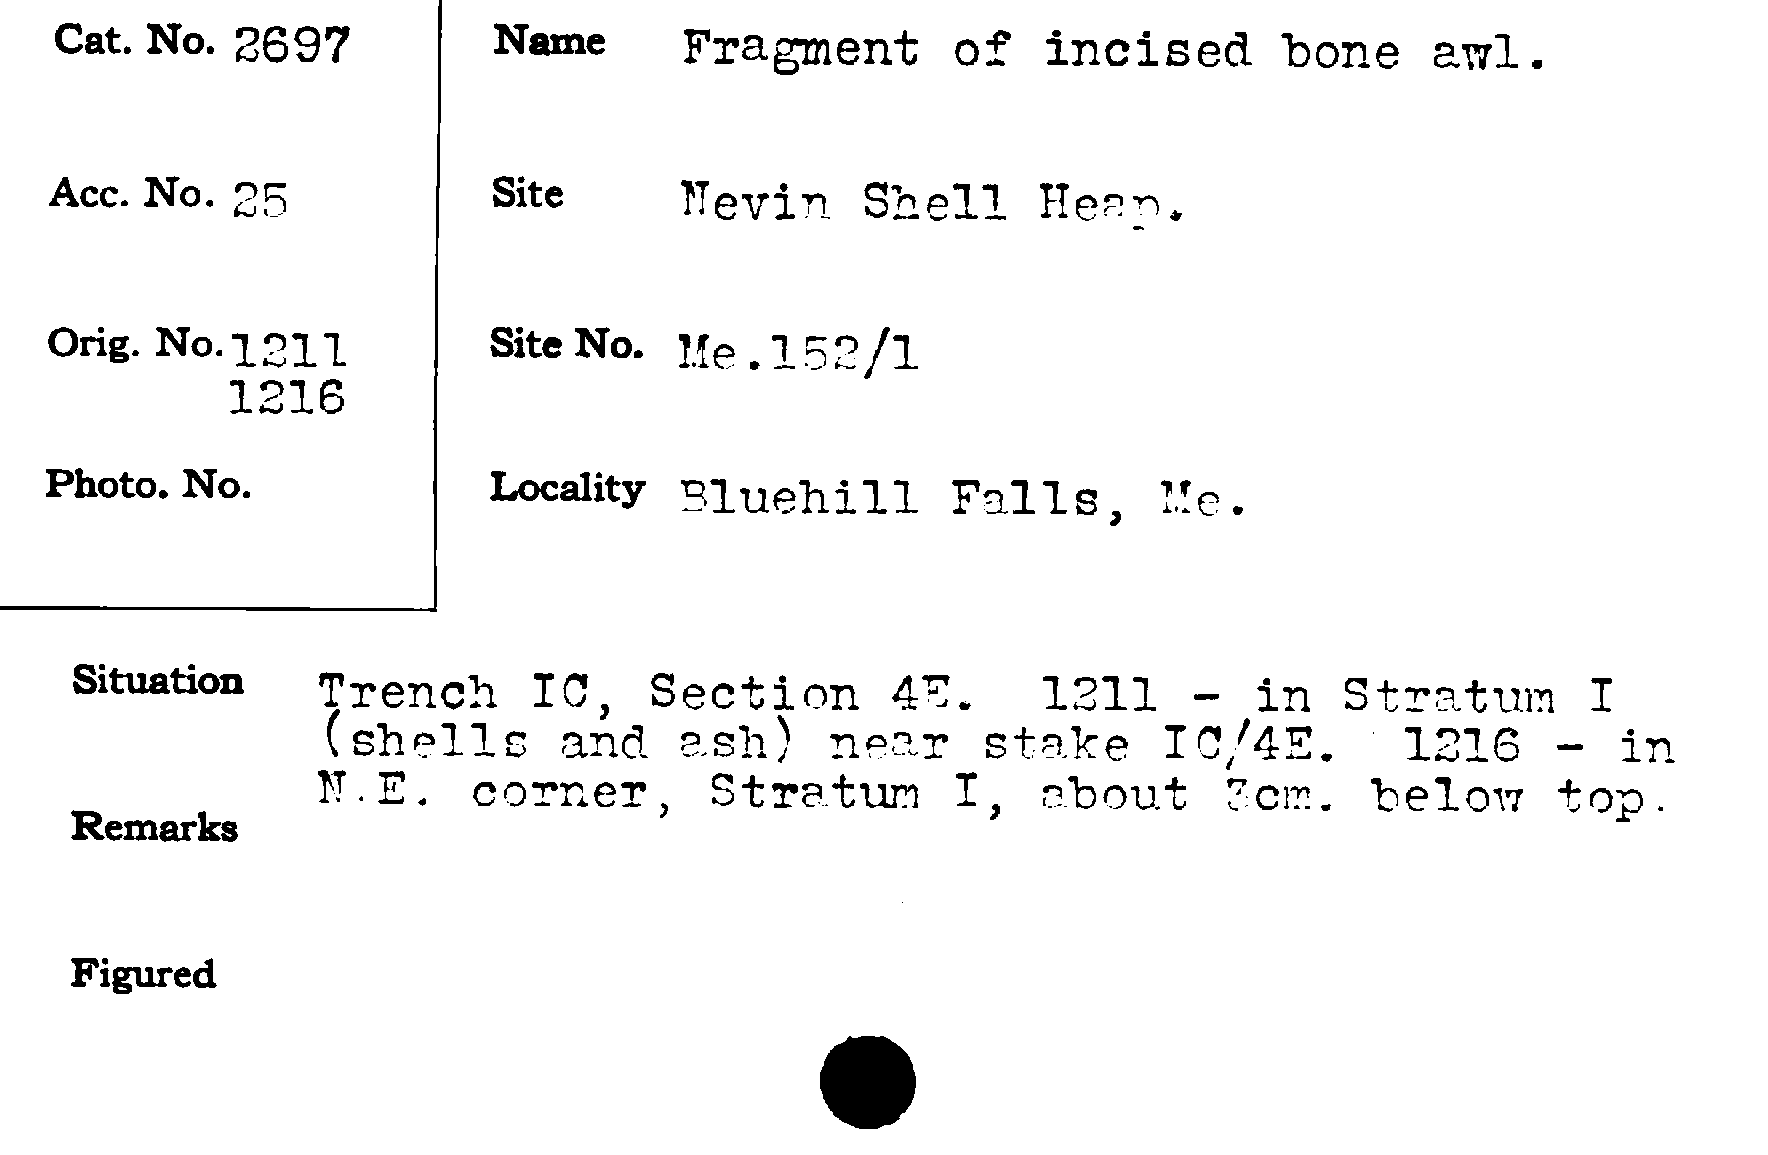 Cat. No. 2697
Name Fragment of incised bone awl.
Acc. No. 25
Site Nevin Shell Heap.
Orig. No. 1211
1216
Site No. Me.152/1
Photo. No.
Locality Bluehill Falls, Me.
Situation Trench IC, Section 4E. 1211 - in Stratum I
(shells and ash) near stake IC/4E. 1216 - in
N.E. corner, Stratum I, about 3cm. below top.
Remarks
Figured